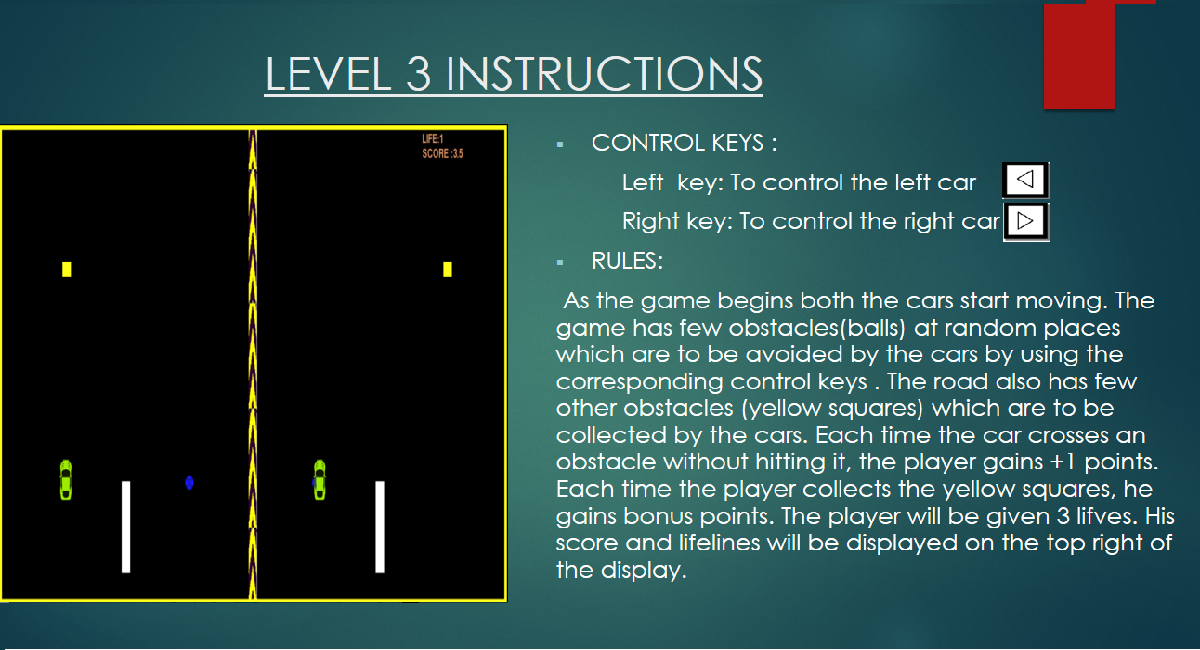 LEVEL 3 INSTRUCTIONS
LIFE:1
SCORE :3.5
CONTROL KEYS :
Left  key: To control the left car
Right key: To control the right car
RULES:
As the game begins both the cars start moving. The
game has few obstacles(balls) at random places
which are to be avoided by the cars by using the
corresponding control keys . The road also has few
other obstacles (yellow squares) which are to be
collected by the cars. Each time the car crosses an
obstacle without hitting it, the player gains +1 points.
Each time the player collects the yellow squares, he
gains bonus points. The player will be given 3 lifves. His
score and lifelines will be displayed on the top right of
the display.